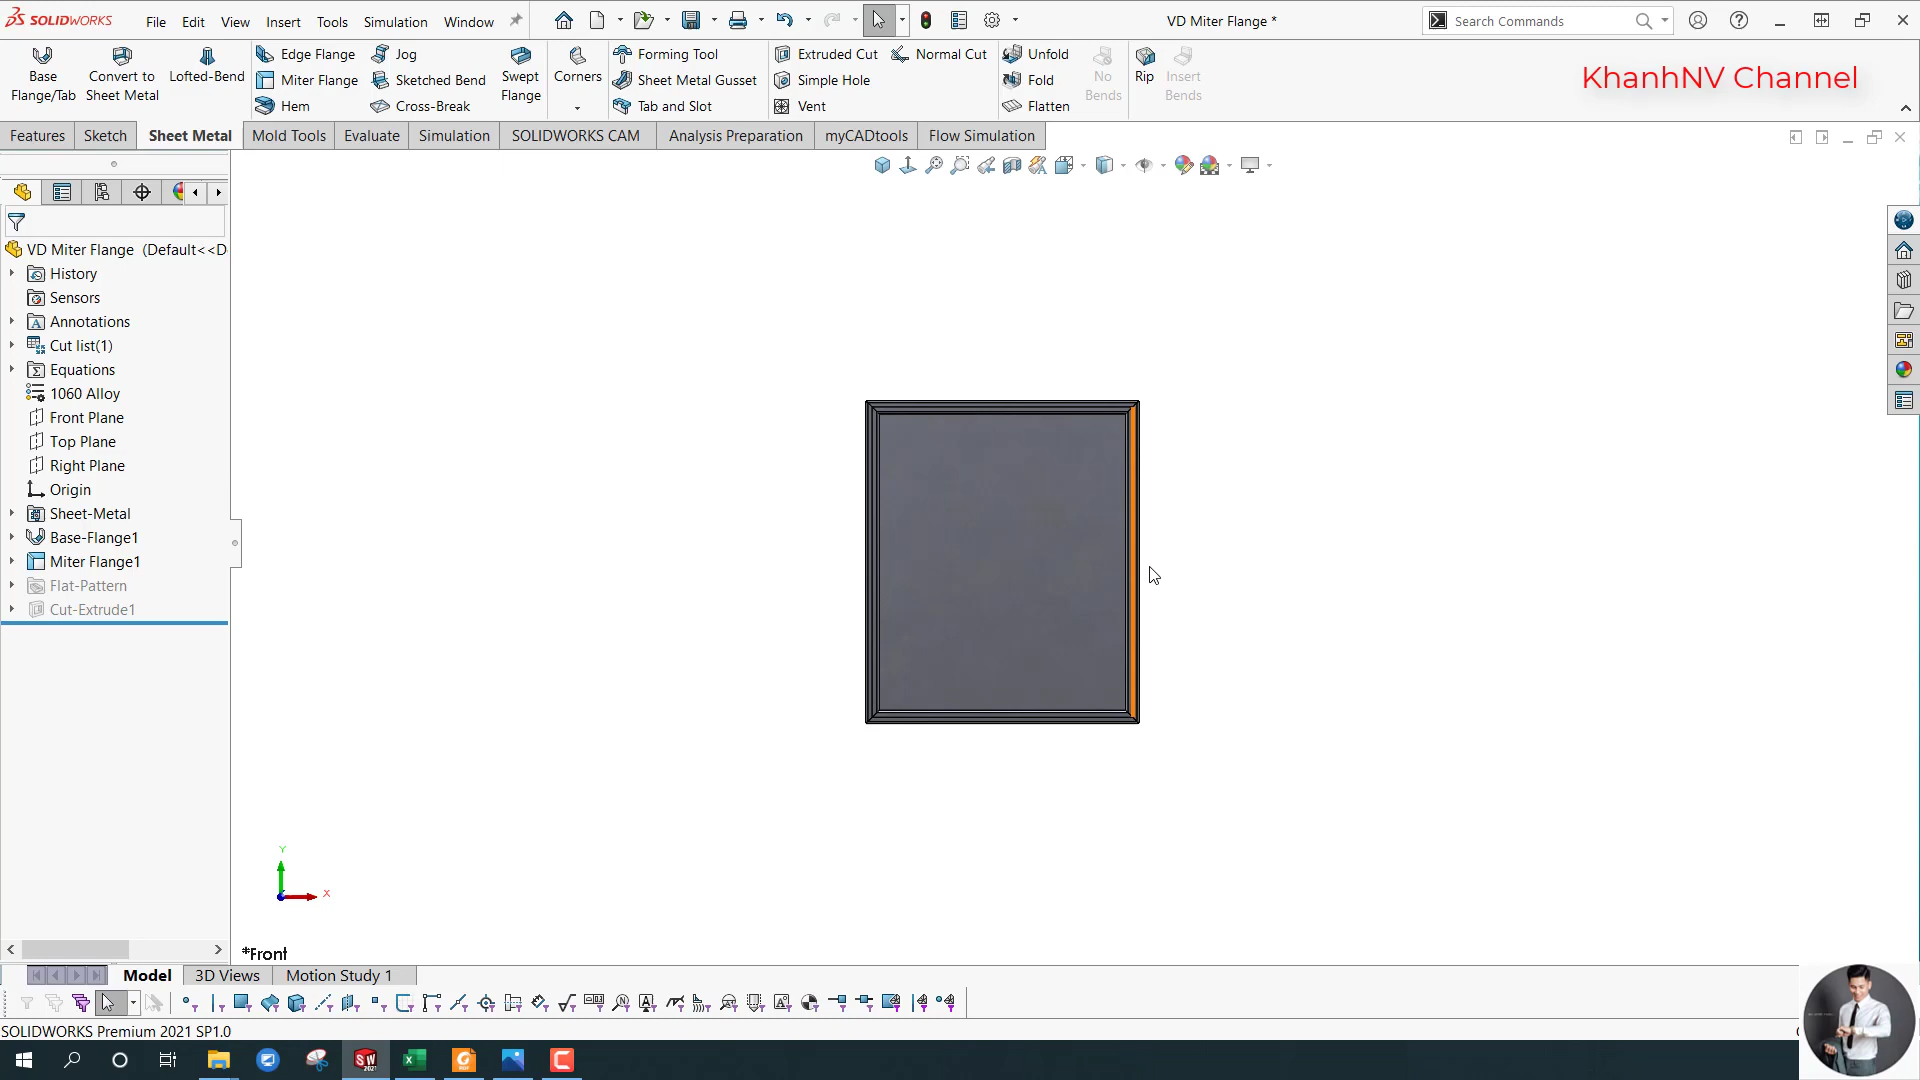 SOLIDWORKS
File Edit View Insert Tools Simulation Window
VD Miter Flange *
Search Commands
Base Flange/Tab
Convert to Sheet Metal
Lofted-Bend
Edge Flange
Miter Flange
Hem
Jog
Sketched Bend
Cross-Break
Swept Flange
Corners
Forming Tool
Sheet Metal Gusset
Tab and Slot
Extruded Cut
Simple Hole
Vent
Normal Cut
Unfold
Fold
Flatten
No Bends
Rip
Insert Bends
KhanhNV Channel
Features Sketch Sheet Metal Mold Tools Evaluate Simulation SOLIDWORKS CAM Analysis Preparation myCADtools Flow Simulation
VD Miter Flange (Default<<D
History
Sensors
Annotations
Cut list(1)
Equations
1060 Alloy
Front Plane
Top Plane
Right Plane
Origin
Sheet-Metal
Base-Flange1
Miter Flange1
Flat-Pattern
Cut-Extrude1
Y
X
*Front
Model 3D Views Motion Study 1
SOLIDWORKS Premium 2021 SP1.0